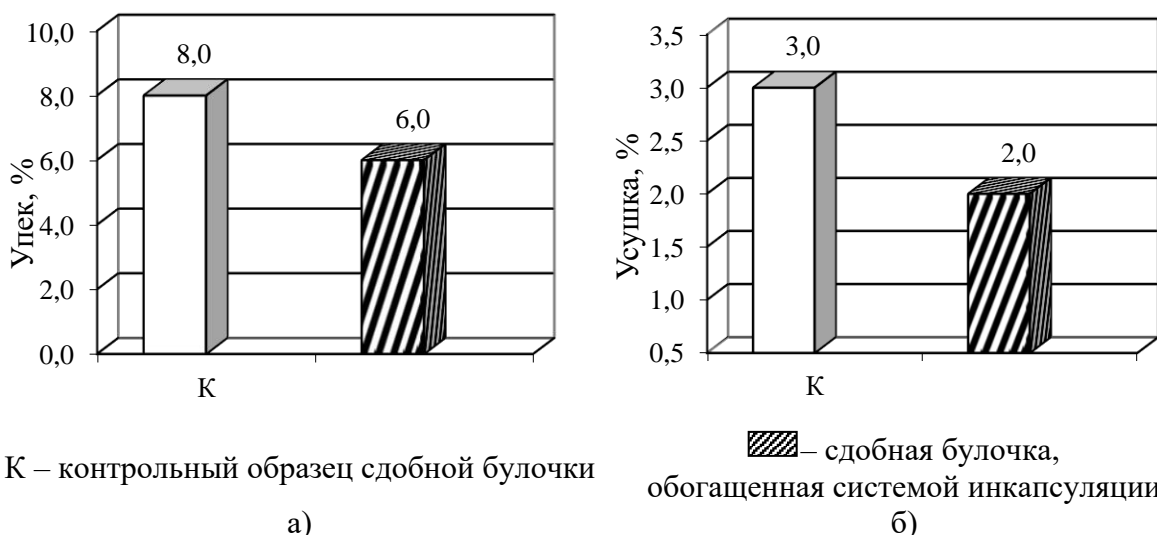 10,0
8,0
6,0
4,0
2,0
0,0
Упек, %
8,0
6,0
К
3,5
3,0
2,5
2,0
1,5
1,0
0,5
Усушка, %
3,0
2,0
К
К – контрольный образец сдобной булочки
а)
– сдобная булочка,
обогащенная системой инкапсуляции
б)